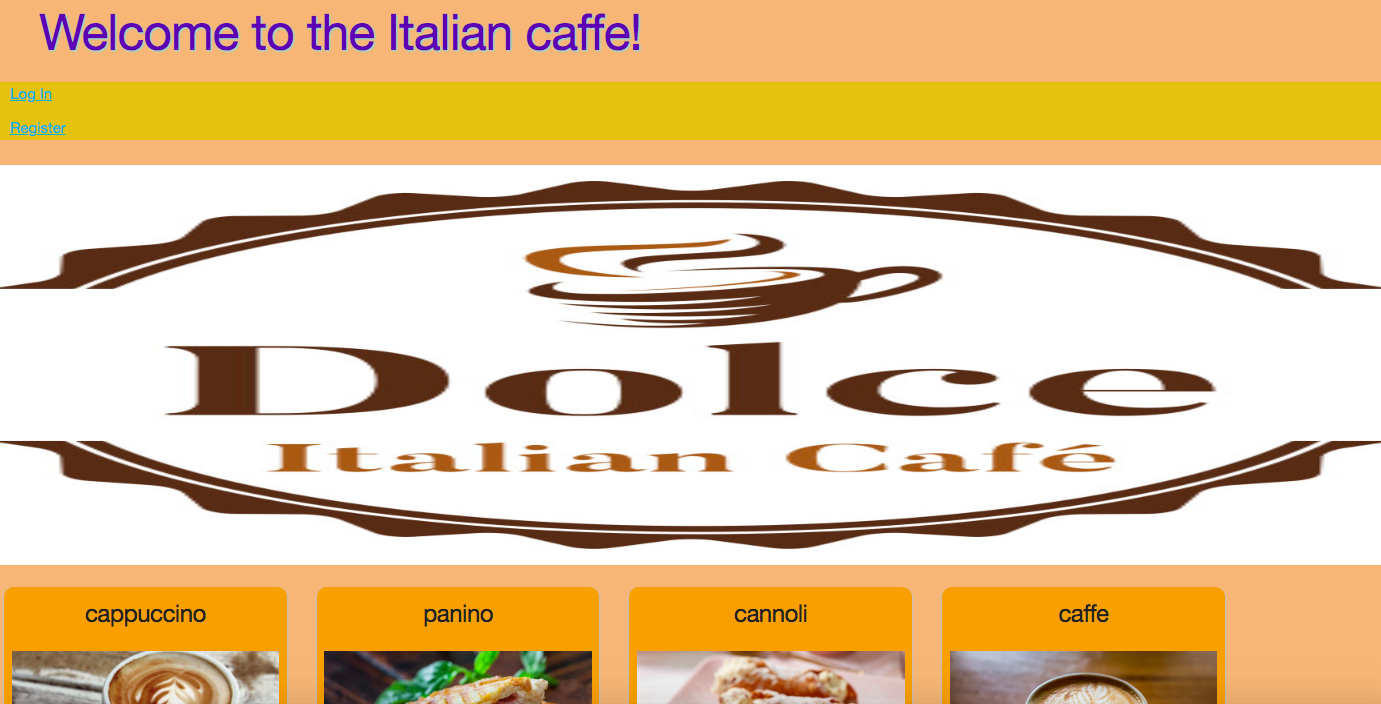 Welcome to the Italian caffe!
Log In
Register
Dolce
Italian Café
cappuccino
panino
cannoli
caffe